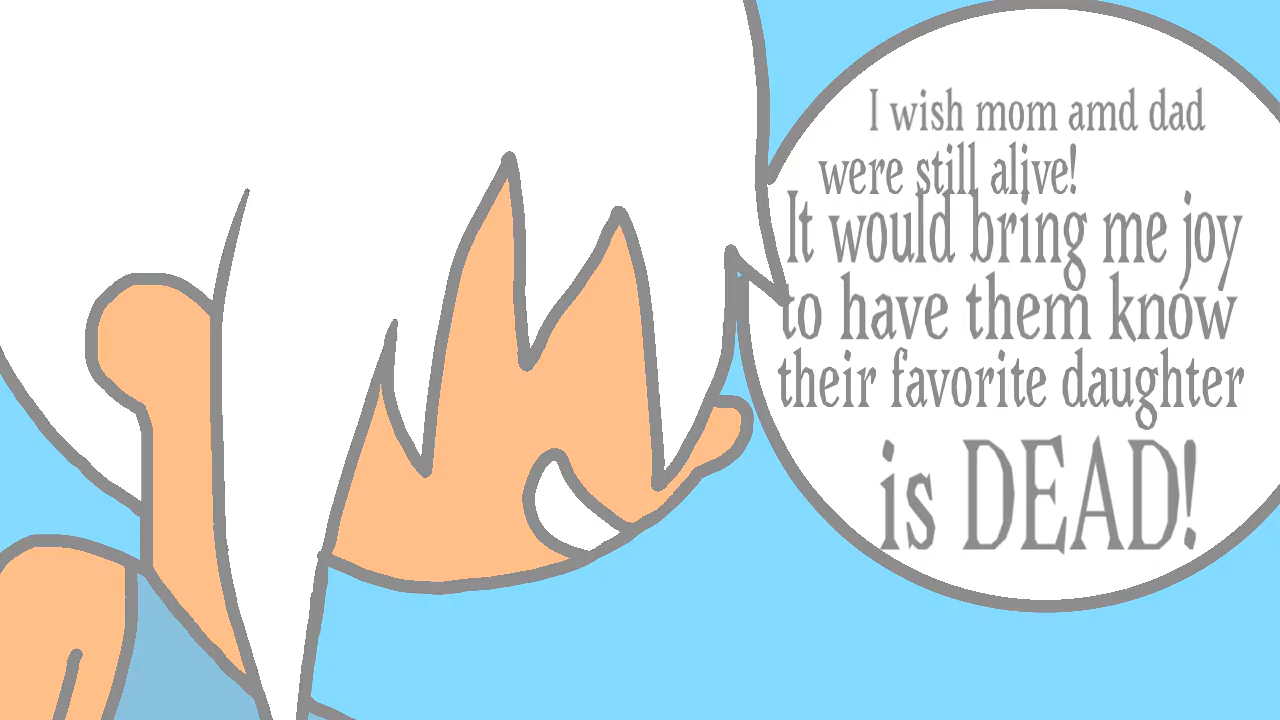 I wish mom amd dad
were still alive!
It would bring me joy
to have them know
their favorite daughter
is DEAD!